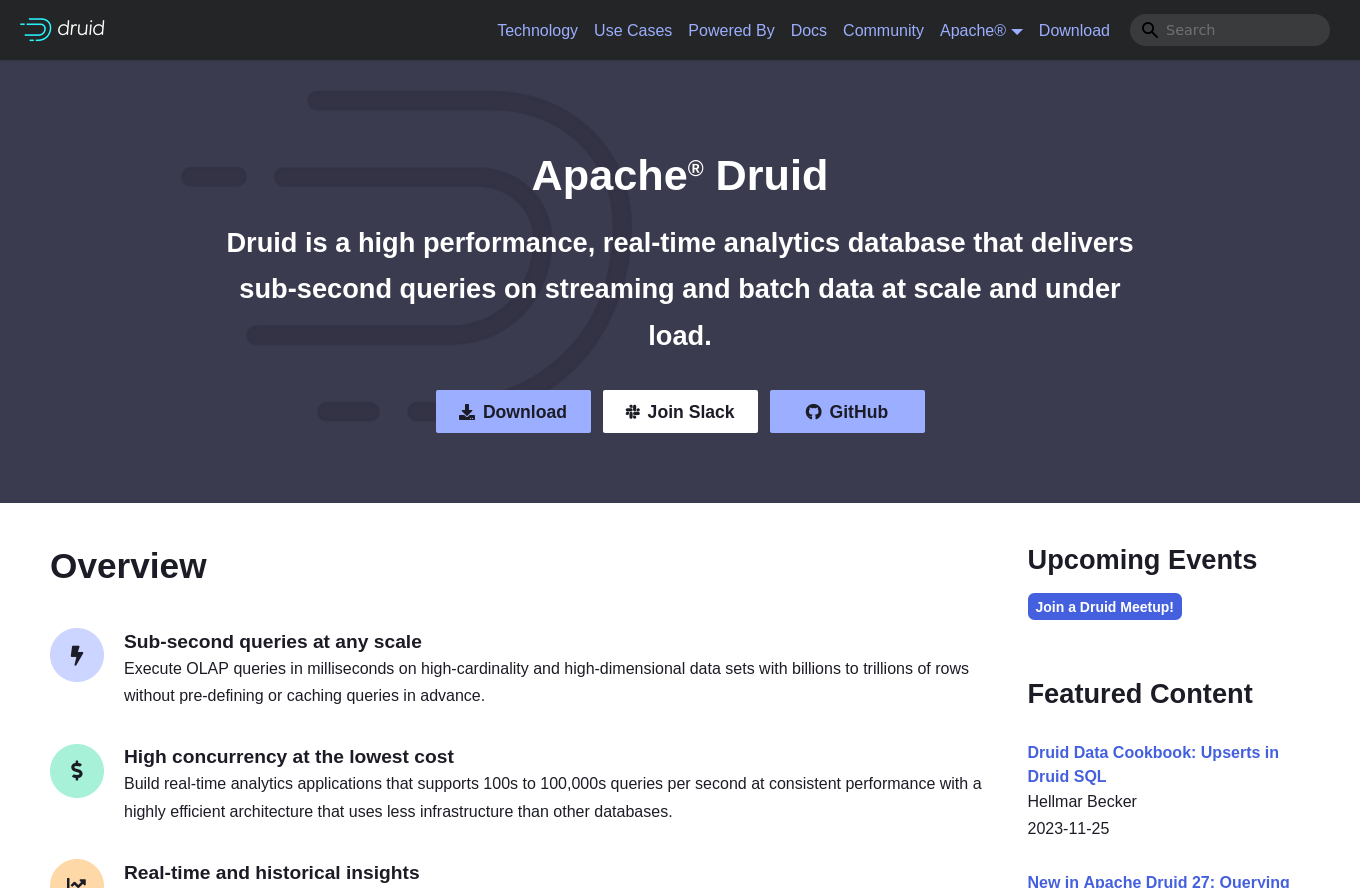 druid
Technology Use Cases Powered By Docs Community Apache® Download Search
Apache® Druid
Druid is a high performance, real-time analytics database that delivers
sub-second queries on streaming and batch data at scale and under
load.
Download Join Slack GitHub
Overview
Sub-second queries at any scale
Execute OLAP queries in milliseconds on high-cardinality and high-dimensional data sets with billions to trillions of rows
without pre-defining or caching queries in advance.
High concurrency at the lowest cost
Build real-time analytics applications that supports 100s to 100,000s queries per second at consistent performance with a
highly efficient architecture that uses less infrastructure than other databases.
Real-time and historical insights
Upcoming Events
Join a Druid Meetup!
Featured Content
Druid Data Cookbook: Upserts in
Druid SQL
Hellmar Becker
2023-11-25
New in Apache Druid 27: Querying